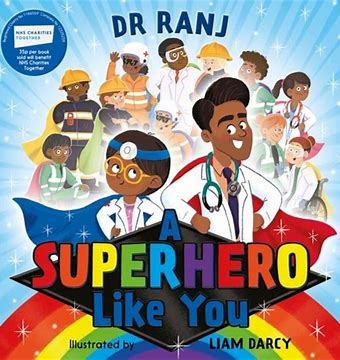 DR RANJ
NHS CHARITIES
TOGETHER
35p per book
sold will benefit
NHS Charities
Together
A
SUPERHERO
Like You
Illustrated by LIAM DARCY